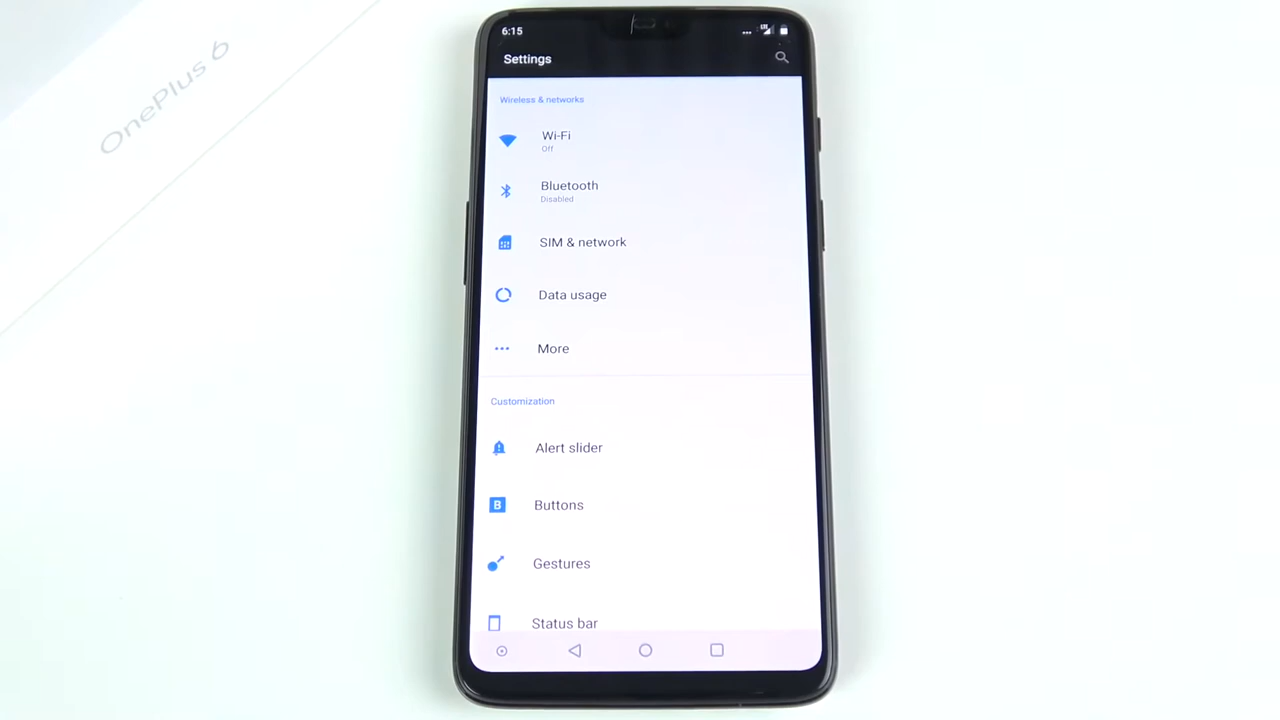 OnePlus 6
6:15
LTE
Settings
Wireless & networks
Wi-Fi
Off
Bluetooth
Disabled
SIM & network
Data usage
More
Customization
Alert slider
B
Buttons
Gestures
Status bar